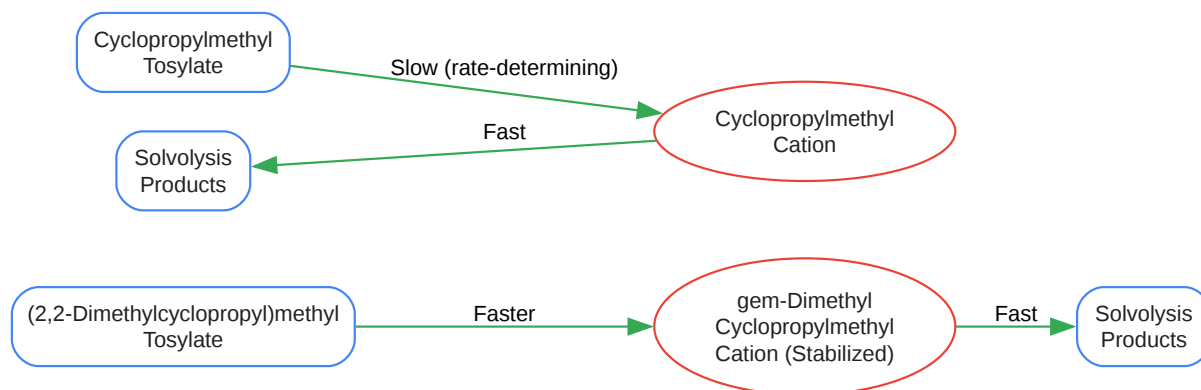 Cyclopropylmethyl
Tosylate
Slow (rate-determining)
Cyclopropylmethyl
Cation
Fast
Solvolysis
Products
(2,2-Dimethylcyclopropyl)methyl
Tosylate
Faster
gem-Dimethyl
Cyclopropylmethyl
Cation (Stabilized)
Fast
Solvolysis
Products